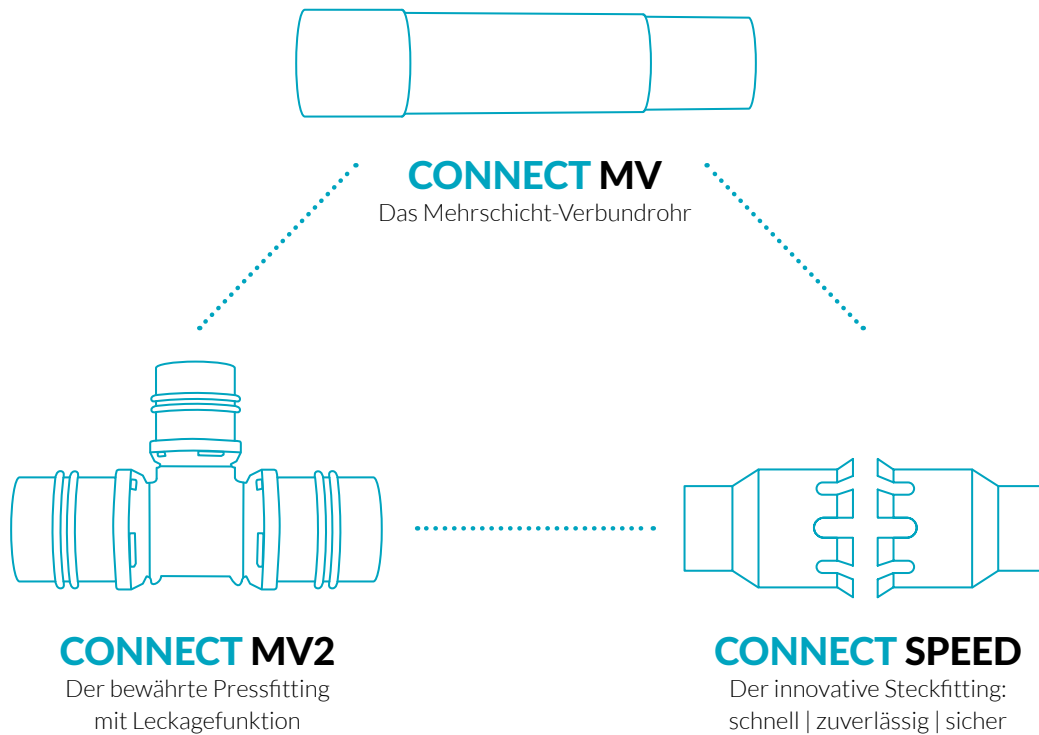 CONNECT MV
Das Mehrschicht-Verbundrohr
CONNECT MV2
Der bewährte Pressfitting
mit Leckagefunktion
CONNECT SPEED
Der innovative Steckfitting:
schnell | zuverlässig | sicher